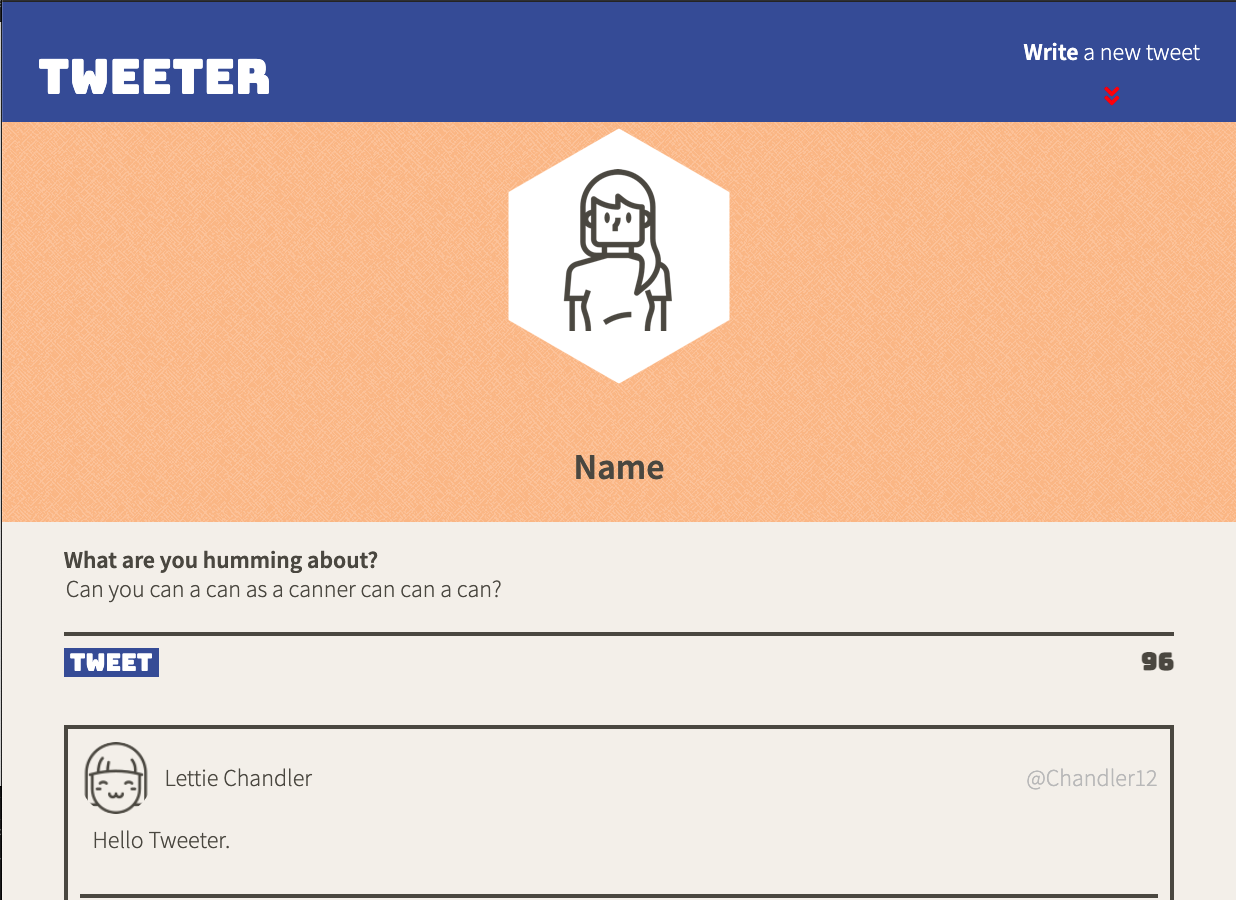 TWEETER
Write a new tweet
Name
What are you humming about?
Can you can a can as a canner can can a can?
TWEET
96
Lettie Chandler
@Chandler12
Hello Tweeter.